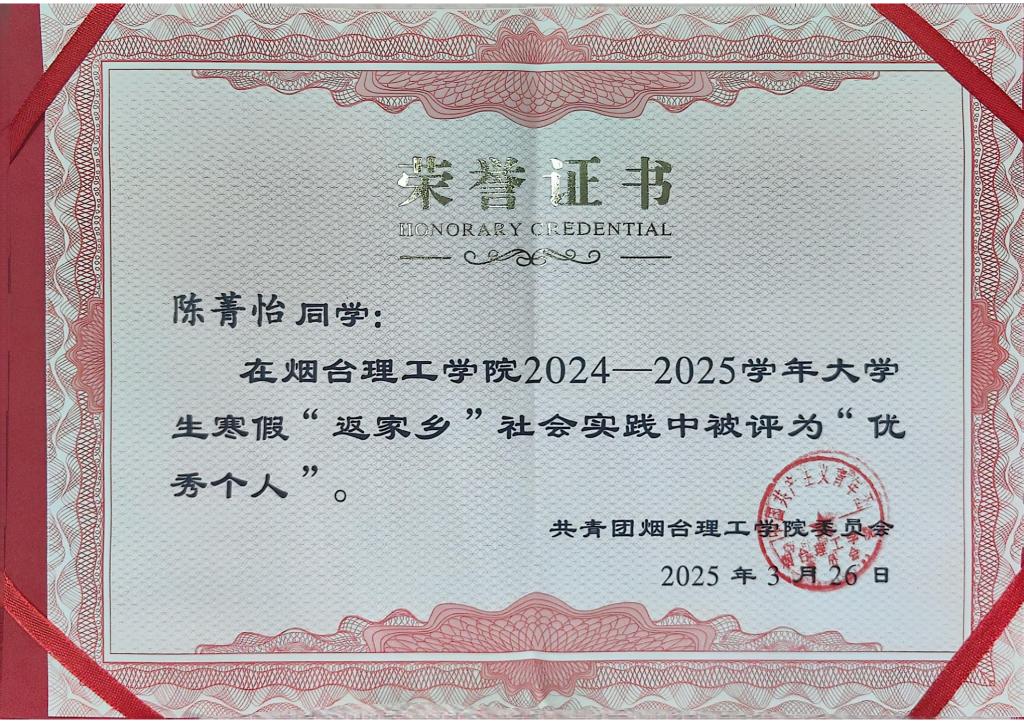 荣誉证书
HONORARY CREDENTIAL
陈菁怡同学:
在烟台理工学院2024—2025学年大学
生寒假“返家乡”社会实践中被评为“优
秀个人”。
共青团烟台理工学院委员会
2025年3月26日